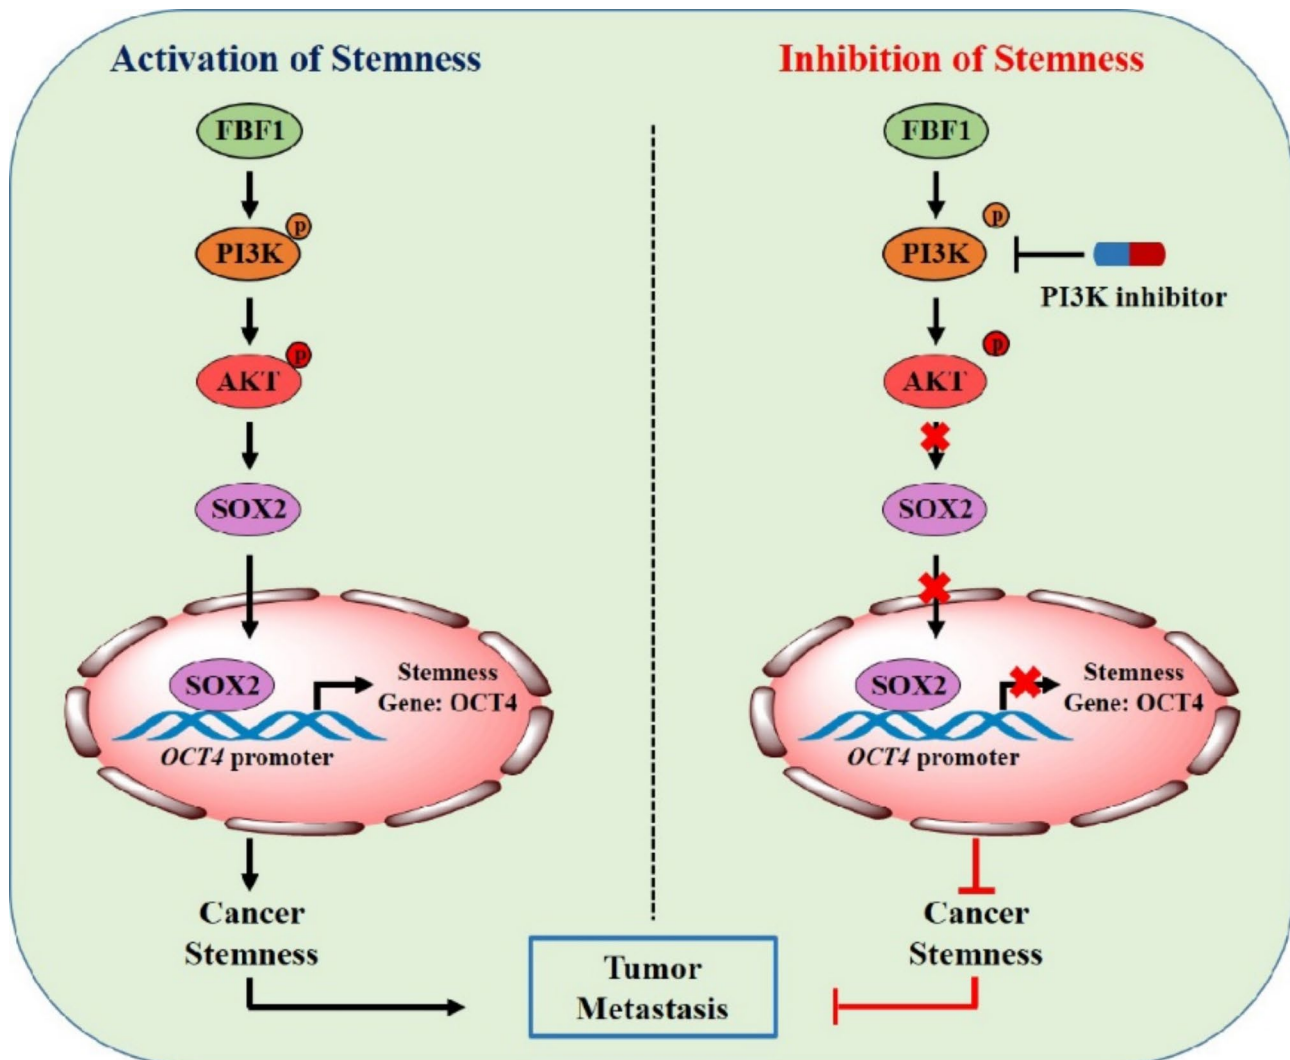 Activation of Stemness
FBF1
p
PI3K
p
AKT
SOX2
SOX2
Stemness
Gene: OCT4
OCT4 promoter
Cancer
Stemness
Inhibition of Stemness
FBF1
p
PI3K
PI3K inhibitor
p
AKT
SOX2
SOX2
Stemness
Gene: OCT4
OCT4 promoter
Cancer
Stemness
Tumor
Metastasis